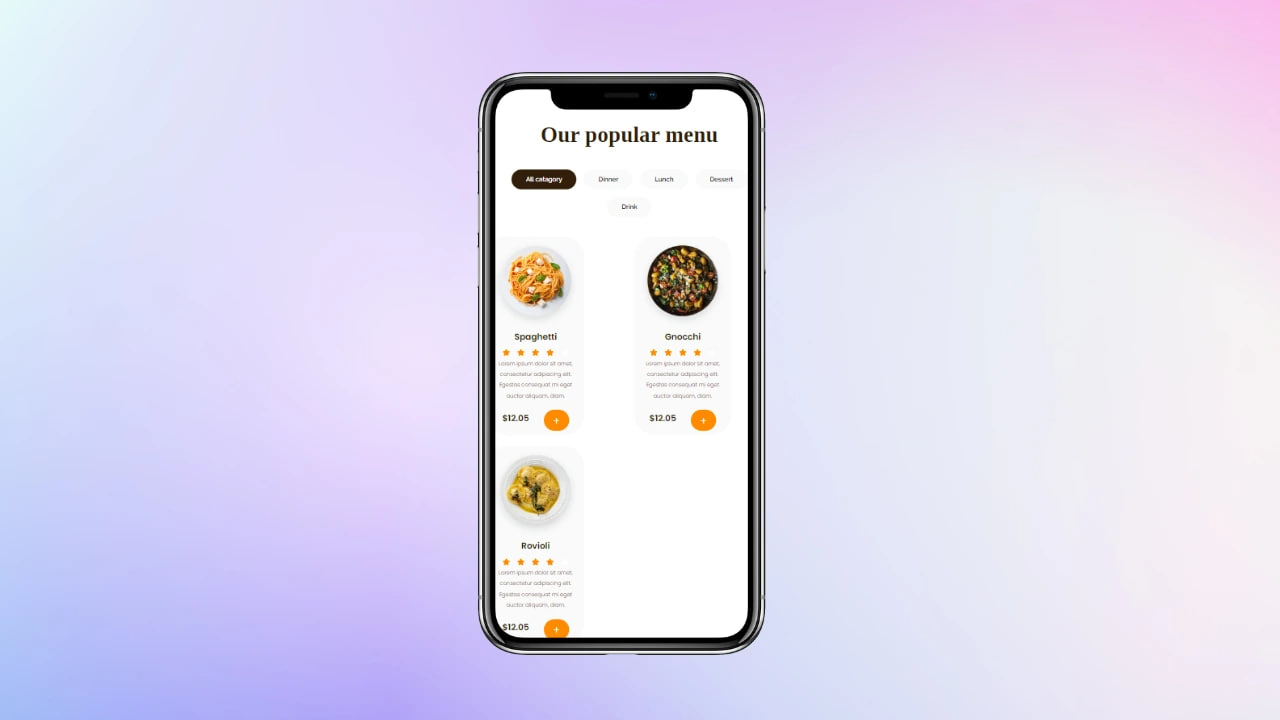 Our popular menu
All catagory Dinner Lunch Dessert
Drink
Spaghetti Gnocchi
Lorem ipsum dolor sit amet, Lorem ipsum dolor sit amet,
consectetur adipiscing elit. consectetur adipiscing elit.
Egestas consequat mi eget Egestas consequat mi eget
auctor aliquam, diam. auctor aliquam, diam.
$12.05 + $12.05 +
Rovioli
Lorem ipsum dolor sit amet,
consectetur adipiscing elit.
Egestas consequat mi eget
auctor aliquam, diam.
$12.05 +